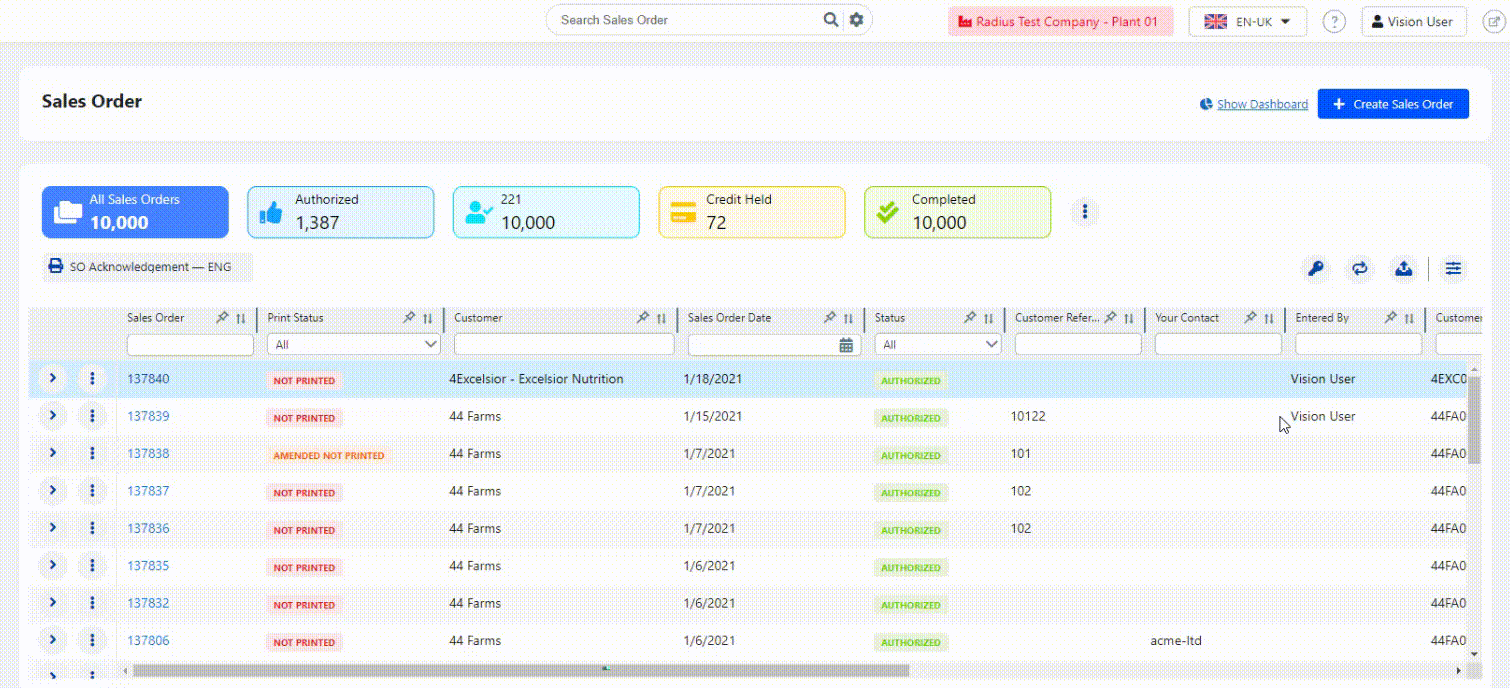 Search Sales Order
Radius Test Company - Plant 01
EN-UK
?
Vision User
Sales Order
Show Dashboard
Create Sales Order
All Sales Orders
10,000
Authorized
1,387
221
10,000
Credit Held
72
Completed
10,000
SO Acknowledgement — ENG
Sales Order Print Status Customer Sales Order Date Status Customer Refer... Your Contact Entered By Customer
All All
137840 NOT PRINTED 4Excelsior - Excelsior Nutrition 1/18/2021 AUTHORIZED Vision User 4EXC0
137839 NOT PRINTED 44 Farms 1/15/2021 AUTHORIZED 10122 Vision User 44FA0
137838 AMENDED NOT PRINTED 44 Farms 1/7/2021 AUTHORIZED 101 44FA0
137837 NOT PRINTED 44 Farms 1/7/2021 AUTHORIZED 102 44FA0
137836 NOT PRINTED 44 Farms 1/7/2021 AUTHORIZED 102 44FA0
137835 NOT PRINTED 44 Farms 1/6/2021 AUTHORIZED 44FA0
137832 NOT PRINTED 44 Farms 1/6/2021 AUTHORIZED 44FA0
137806 NOT PRINTED 44 Farms 1/6/2021 AUTHORIZED acme-ltd 44FA0